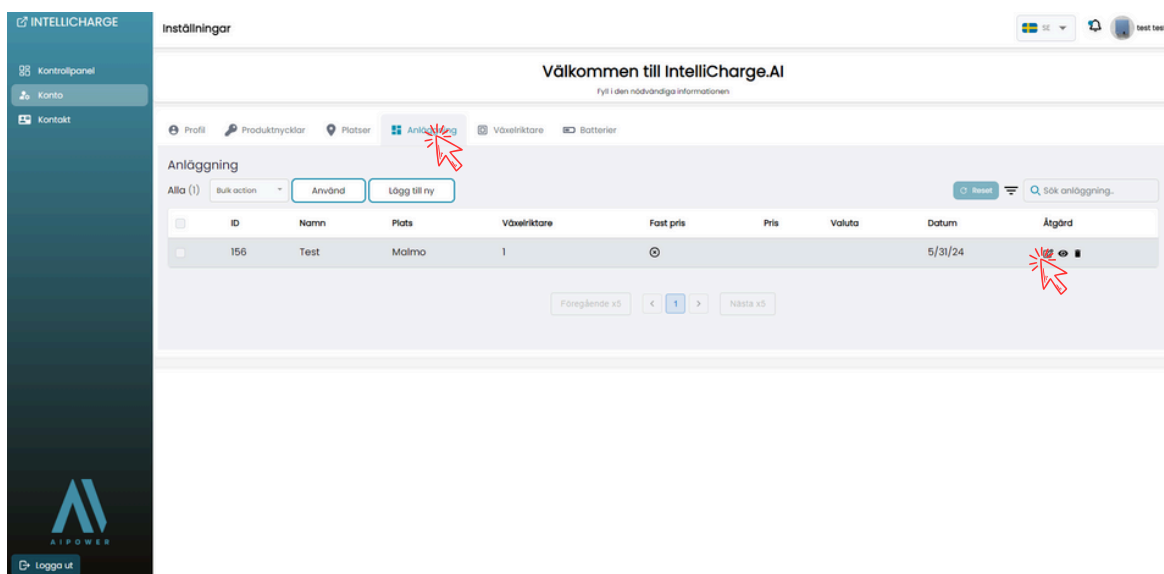 INTELLICHARGE
Inställningar
SE
test tes
Kontrollpanel
Konto
Kontakt
Välkommen till IntelliCharge.AI
Fyll i den nödvändiga informationen
Profil
Produktnycklar
Platser
Anläggning
Växelriktare
Batterier
Anläggning
Alla (1)
Bulk action
Använd
Lägg till ny
Reset
Sök anläggning..
ID Namn Plats Växelriktare Fast pris Pris Valuta Datum Åtgärd
156 Test Malmo 1 5/31/24
Föregående x5
1
Nästa x5
AIPOWER
Logga ut